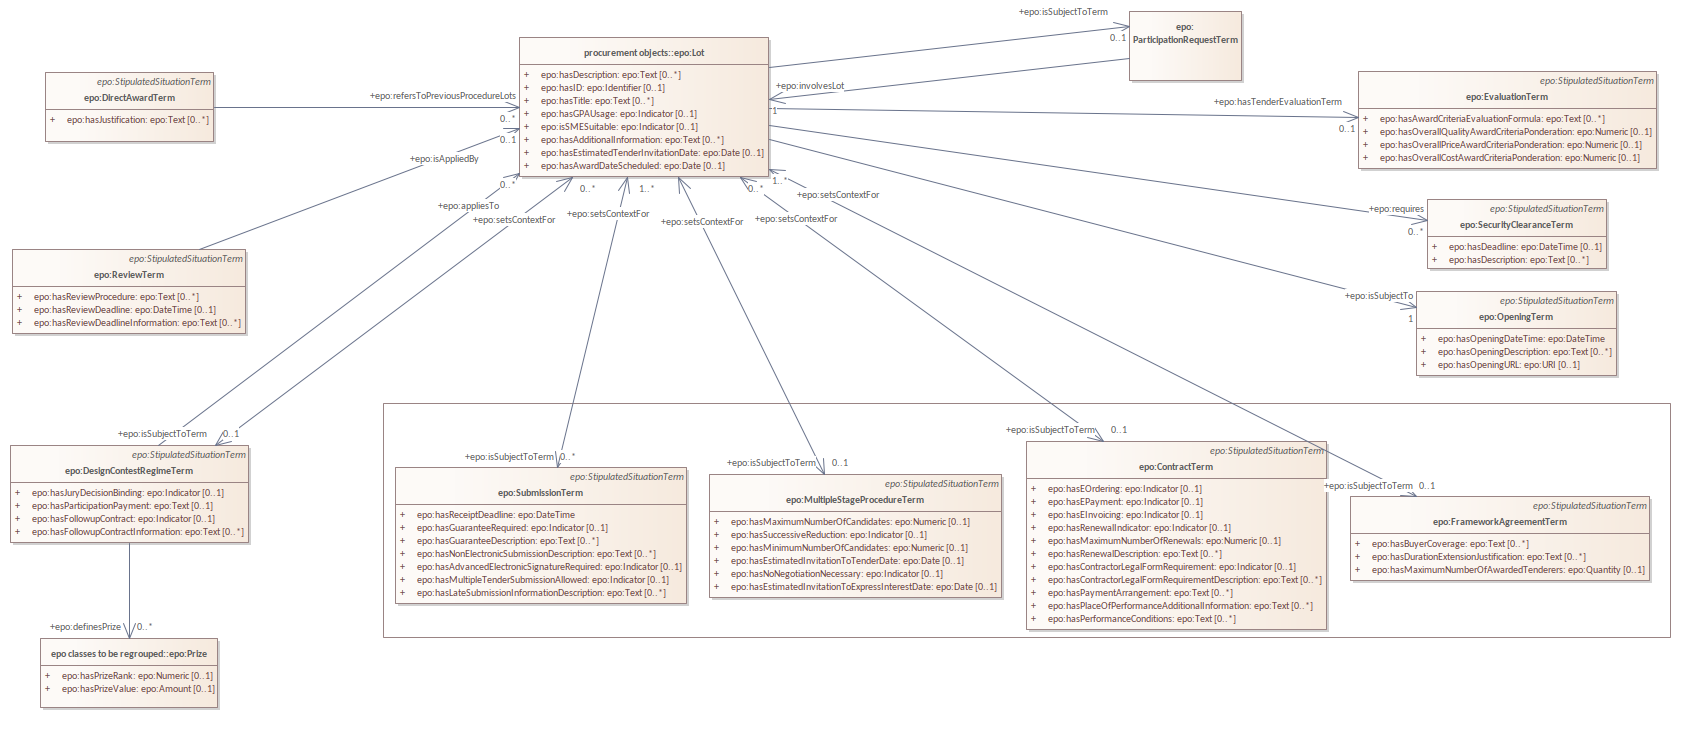 +epo:isSubjectToTerm
0..1
epo:
ParticipationRequestTerm
procurement objects::epo:Lot
+ epo:hasDescription: epo:Text [0..*]
+ epo:hasID: epo:Identifier [0..1]
+ epo:hasTitle: epo:Text [0..*]
+ epo:hasGPAUsage: epo:Indicator [0..1]
+ epo:isSMESuitable: epo:Indicator [0..1]
+ epo:hasAdditionalInformation: epo:Text [0..*]
+ epo:hasEstimatedTenderInvitationDate: epo:Date [0..1]
+ epo:hasAwardDateScheduled: epo:Date [0..1]
epo:StipulatedSituationTerm
epo:DirectAwardTerm
+ epo:hasJustification: epo:Text [0..*]
+epo:refersToPreviousProcedureLots
0..*
+epo:involvesLot
1
+epo:hasTenderEvaluationTerm
0..1
epo:StipulatedSituationTerm
epo:EvaluationTerm
+ epo:hasAwardCriteriaEvaluationFormula: epo:Text [0..*]
+ epo:hasOverallQualityAwardCriteriaPonderation: epo:Numeric [0..1]
+ epo:hasOverallPriceAwardCriteriaPonderation: epo:Numeric [0..1]
+ epo:hasOverallCostAwardCriteriaPonderation: epo:Numeric [0..1]
0..1
+epo:isAppliedBy
0..*
+epo:appliesTo
0..*
+epo:setsContextFor
1..*
+epo:setsContextFor
+epo:setsContextFor
0..*
+epo:setsContextFor
1..*
+epo:setsContextFor
+epo:requires
0..*
epo:StipulatedSituationTerm
epo:SecurityClearanceTerm
+ epo:hasDeadline: epo:DateTime [0..1]
+ epo:hasDescription: epo:Text [0..*]
epo:StipulatedSituationTerm
epo:ReviewTerm
+ epo:hasReviewProcedure: epo:Text [0..*]
+ epo:hasReviewDeadline: epo:DateTime [0..1]
+ epo:hasReviewDeadlineInformation: epo:Text [0..*]
+epo:isSubjectTo
1
epo:StipulatedSituationTerm
epo:OpeningTerm
+ epo:hasOpeningDateTime: epo:DateTime
+ epo:hasOpeningDescription: epo:Text [0..*]
+ epo:hasOpeningURL: epo:URI [0..1]
+epo:isSubjectToTerm
0..1
epo:StipulatedSituationTerm
epo:DesignContestRegimeTerm
+ epo:hasJuryDecisionBinding: epo:Indicator [0..1]
+ epo:hasParticipationPayment: epo:Text [0..1]
+ epo:hasFollowupContract: epo:Indicator [0..1]
+ epo:hasFollowupContractInformation: epo:Text [0..*]
+epo:isSubjectToTerm
0..*
epo:StipulatedSituationTerm
epo:SubmissionTerm
+ epo:hasReceiptDeadline: epo:DateTime
+ epo:hasGuaranteeRequired: epo:Indicator [0..1]
+ epo:hasGuaranteeDescription: epo:Text [0..*]
+ epo:hasNonElectronicSubmissionDescription: epo:Text [0..*]
+ epo:hasAdvancedElectronicSignatureRequired: epo:Indicator [0..1]
+ epo:hasMultipleTenderSubmissionAllowed: epo:Indicator [0..1]
+ epo:hasLateSubmissionInformationDescription: epo:Text [0..*]
+epo:isSubjectToTerm
0..1
epo:StipulatedSituationTerm
epo:MultipleStageProcedureTerm
+ epo:hasMaximumNumberOfCandidates: epo:Numeric [0..1]
+ epo:hasSuccessiveReduction: epo:Indicator [0..1]
+ epo:hasMinimumNumberOfCandidates: epo:Numeric [0..1]
+ epo:hasEstimatedInvitationToTenderDate: epo:Date [0..1]
+ epo:hasNoNegotiationNecessary: epo:Indicator [0..1]
+ epo:hasEstimatedInvitationToExpressInterestDate: epo:Date [0..1]
+epo:isSubjectToTerm
0..1
epo:StipulatedSituationTerm
epo:ContractTerm
+ epo:hasEOrdering: epo:Indicator [0..1]
+ epo:hasEPayment: epo:Indicator [0..1]
+ epo:hasEInvoicing: epo:Indicator [0..1]
+ epo:hasRenewalIndicator: epo:Indicator [0..1]
+ epo:hasMaximumNumberOfRenewals: epo:Numeric [0..1]
+ epo:hasRenewalDescription: epo:Text [0..*]
+ epo:hasContractorLegalFormRequirement: epo:Indicator [0..1]
+ epo:hasContractorLegalFormRequirementDescription: epo:Text [0..*]
+ epo:hasPaymentArrangement: epo:Text [0..*]
+ epo:hasPlaceOfPerformanceAdditionalInformation: epo:Text [0..*]
+ epo:hasPerformanceConditions: epo:Text [0..*]
+epo:isSubjectToTerm
0..1
epo:StipulatedSituationTerm
epo:FrameworkAgreementTerm
+ epo:hasBuyerCoverage: epo:Text [0..*]
+ epo:hasDurationExtensionJustification: epo:Text [0..*]
+ epo:hasMaximumNumberOfAwardedTenderers: epo:Quantity [0..1]
+epo:definesPrize
0..*
epo classes to be regrouped::epo:Prize
+ epo:hasPrizeRank: epo:Numeric [0..1]
+ epo:hasPrizeValue: epo:Amount [0..1]